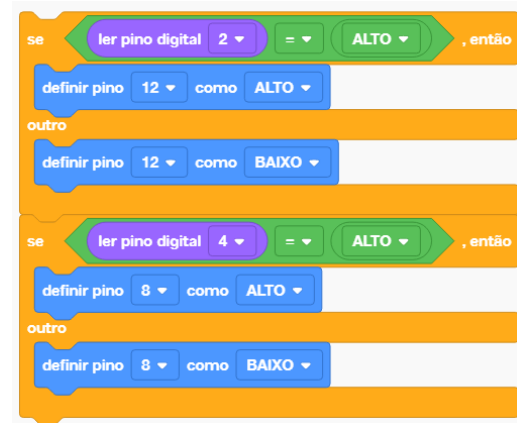 se ler pino digital 2 = ALTO , então
definir pino 12 como ALTO
outro
definir pino 12 como BAIXO
se ler pino digital 4 = ALTO , então
definir pino 8 como ALTO
outro
definir pino 8 como BAIXO